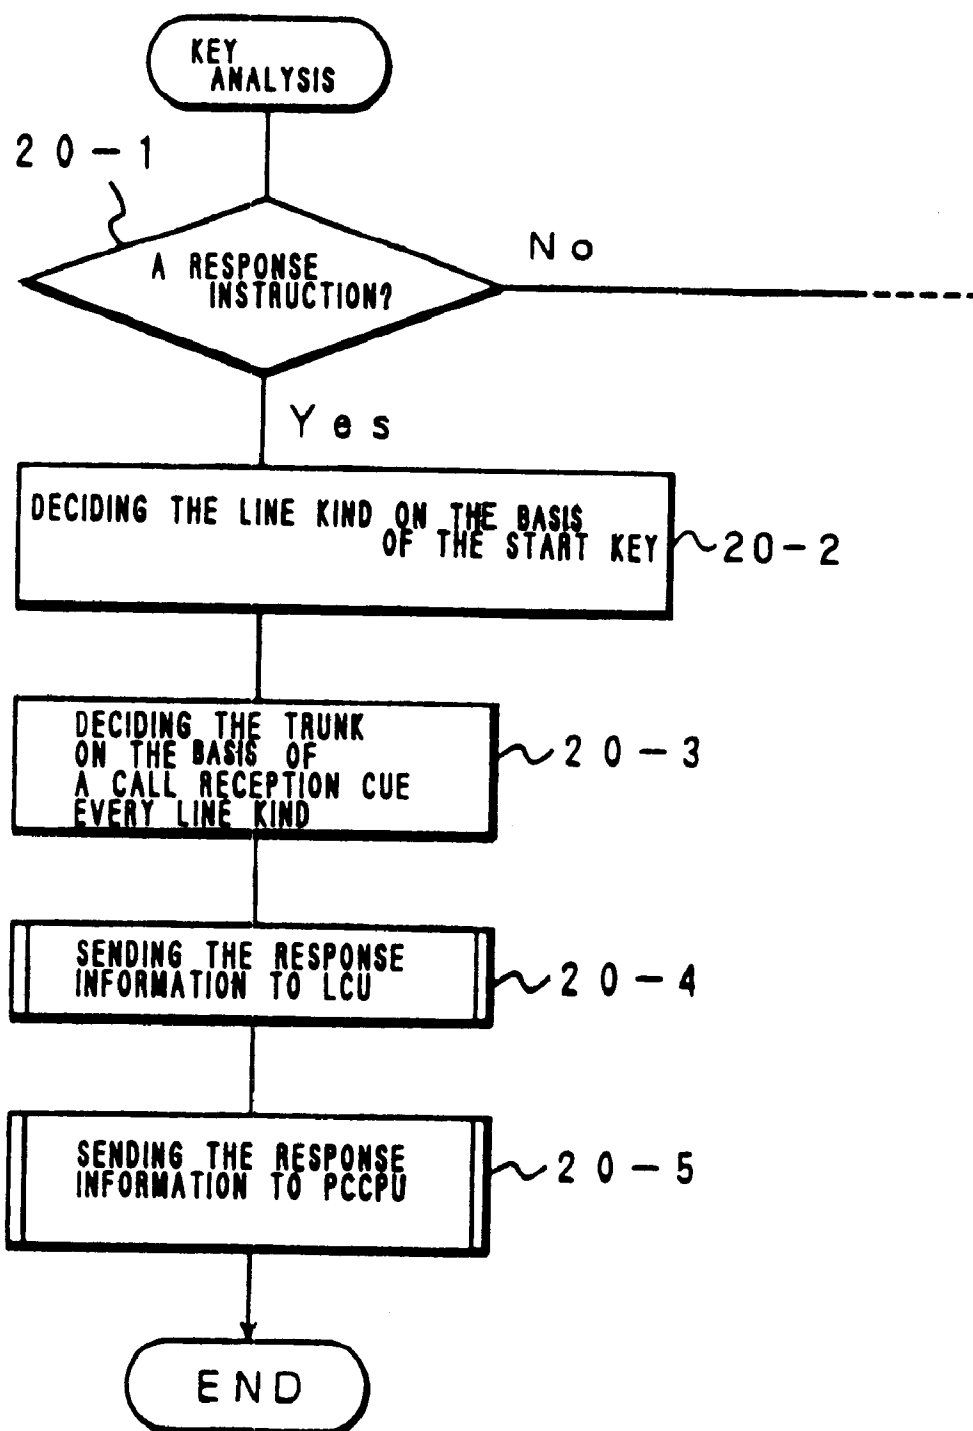 KEY
ANALYSIS
20-1
A RESPONSE
INSTRUCTION?
No
Yes
DECIDING THE LINE KIND ON THE BASIS
OF THE START KEY
20-2
DECIDING THE TRUNK
ON THE BASIS OF
A CALL RECEPTION CUE
EVERY LINE KIND
20-3
SENDING THE RESPONSE
INFORMATION TO LCU
20-4
SENDING THE RESPONSE
INFORMATION TO PCCPU
20-5
END